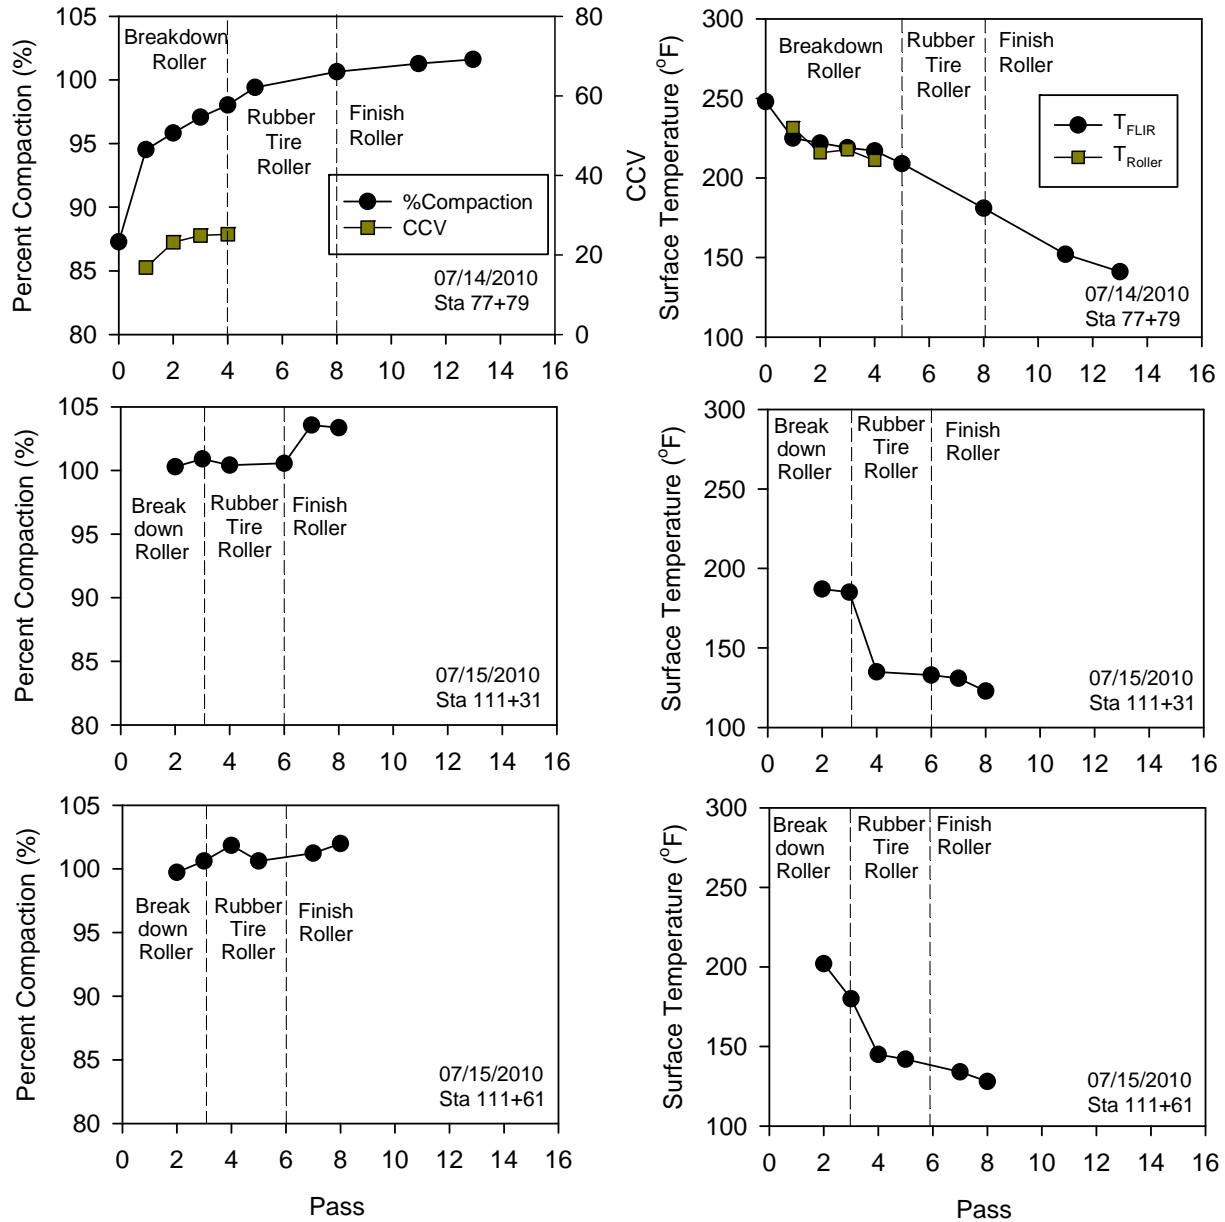 Percent Compaction (%)
105
100
95
90
85
80
0 2 4 6 8 10 12 14 16
80
60
40
20
0
CCV
Breakdown
Roller
Rubber
Tire
Roller
Finish
Roller
%Compaction
CCV
07/14/2010
Sta 77+79
Surface Temperature (°F)
300
250
200
150
100
0 2 4 6 8 10 12 14 16
Breakdown
Roller
Rubber
Tire
Roller
Finish
Roller
T FLIR
T Roller
07/14/2010
Sta 77+79
Percent Compaction (%)
105
100
95
90
85
80
0 2 4 6 8 10 12 14 16
Break
down
Roller
Rubber
Tire
Roller
Finish
Roller
07/15/2010
Sta 111+31
Surface Temperature (°F)
300
250
200
150
100
0 2 4 6 8 10 12 14 16
Break
down
Roller
Rubber
Tire
Roller
Finish
Roller
07/15/2010
Sta 111+31
Percent Compaction (%)
105
100
95
90
85
80
0 2 4 6 8 10 12 14 16
Break
down
Roller
Rubber
Tire
Roller
Finish
Roller
07/15/2010
Sta 111+61
Pass
Surface Temperature (°F)
300
250
200
150
100
0 2 4 6 8 10 12 14 16
Break
down
Roller
Rubber
Tire
Roller
Finish
Roller
07/15/2010
Sta 111+61
Pass